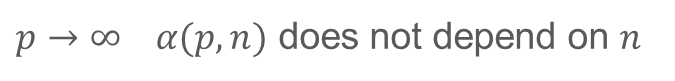 𝑝 → ∞ 𝛼(𝑝, 𝑛) does not depend on 𝑛